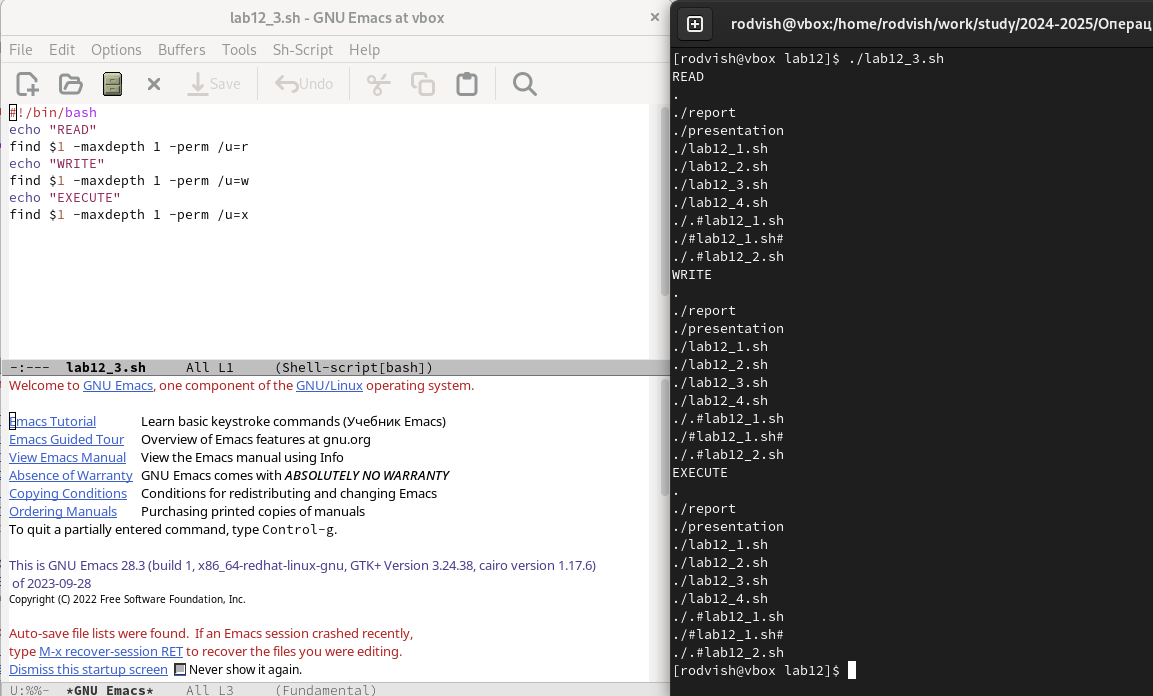 lab12_3.sh - GNU Emacs at vbox
File Edit Options Buffers Tools Sh-Script Help
Save Undo
#!/bin/bash
echo "READ"
find $1 -maxdepth 1 -perm /u=r
echo "WRITE"
find $1 -maxdepth 1 -perm /u=w
echo "EXECUTE"
find $1 -maxdepth 1 -perm /u=x
-:--- lab12_3.sh All L1 (Shell-script[bash])
Welcome to GNU Emacs, one component of the GNU/Linux operating system.
Emacs Tutorial Learn basic keystroke commands (Учебник Emacs)
Emacs Guided Tour Overview of Emacs features at gnu.org
View Emacs Manual View the Emacs manual using Info
Absence of Warranty GNU Emacs comes with ABSOLUTELY NO WARRANTY
Copying Conditions Conditions for redistributing and changing Emacs
Ordering Manuals Purchasing printed copies of manuals
To quit a partially entered command, type Control-g.
This is GNU Emacs 28.3 (build 1, x86_64-redhat-linux-gnu, GTK+ Version 3.24.38, cairo version 1.17.6)
of 2023-09-28
Copyright (C) 2022 Free Software Foundation, Inc.
Auto-save file lists were found. If an Emacs session crashed recently,
type M-x recover-session RET to recover the files you were editing.
Dismiss this startup screen Never show it again.
U:%%- *GNU Emacs* All L3 (Fundamental)
rodvish@vbox:/home/rodvish/work/study/2024-2025/Операц
[rodvish@vbox lab12]$ ./lab12_3.sh
READ
.
./report
./presentation
./lab12_1.sh
./lab12_2.sh
./lab12_3.sh
./lab12_4.sh
./.#lab12_1.sh
./#lab12_1.sh#
./.#lab12_2.sh
WRITE
.
./report
./presentation
./lab12_1.sh
./lab12_2.sh
./lab12_3.sh
./lab12_4.sh
./.#lab12_1.sh
./#lab12_1.sh#
./.#lab12_2.sh
EXECUTE
.
./report
./presentation
./lab12_1.sh
./lab12_2.sh
./lab12_3.sh
./lab12_4.sh
./.#lab12_1.sh
./#lab12_1.sh#
./.#lab12_2.sh
[rodvish@vbox lab12]$